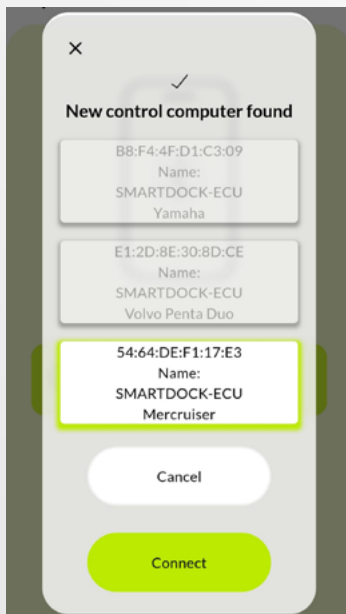 New control computer found
B8:F4:4F:D1:C3:09
Name:
SMARTDOCK-ECU
Yamaha
E1:2D:8E:30:8D:CE
Name:
SMARTDOCK-ECU
Volvo Penta Duo
54:64:DE:F1:17:E3
Name:
SMARTDOCK-ECU
Mercruiser
Cancel
Connect